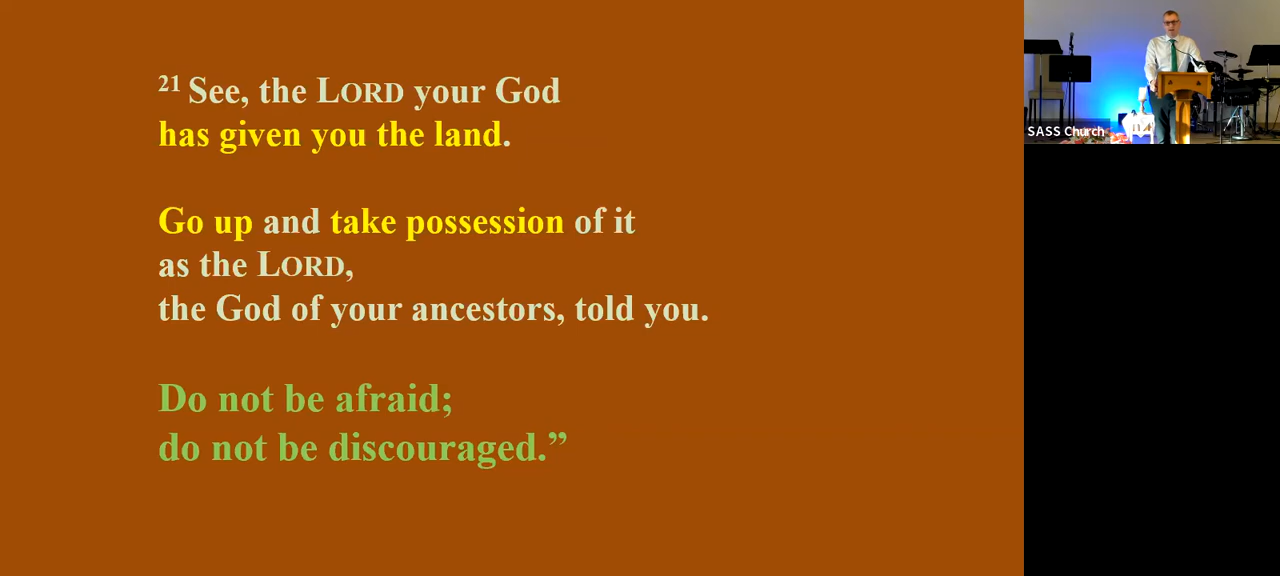 21 See, the LORD your God
has given you the land.
Go up and take possession of it
as the LORD,
the God of your ancestors, told you.
Do not be afraid;
do not be discouraged.”
SASS Church